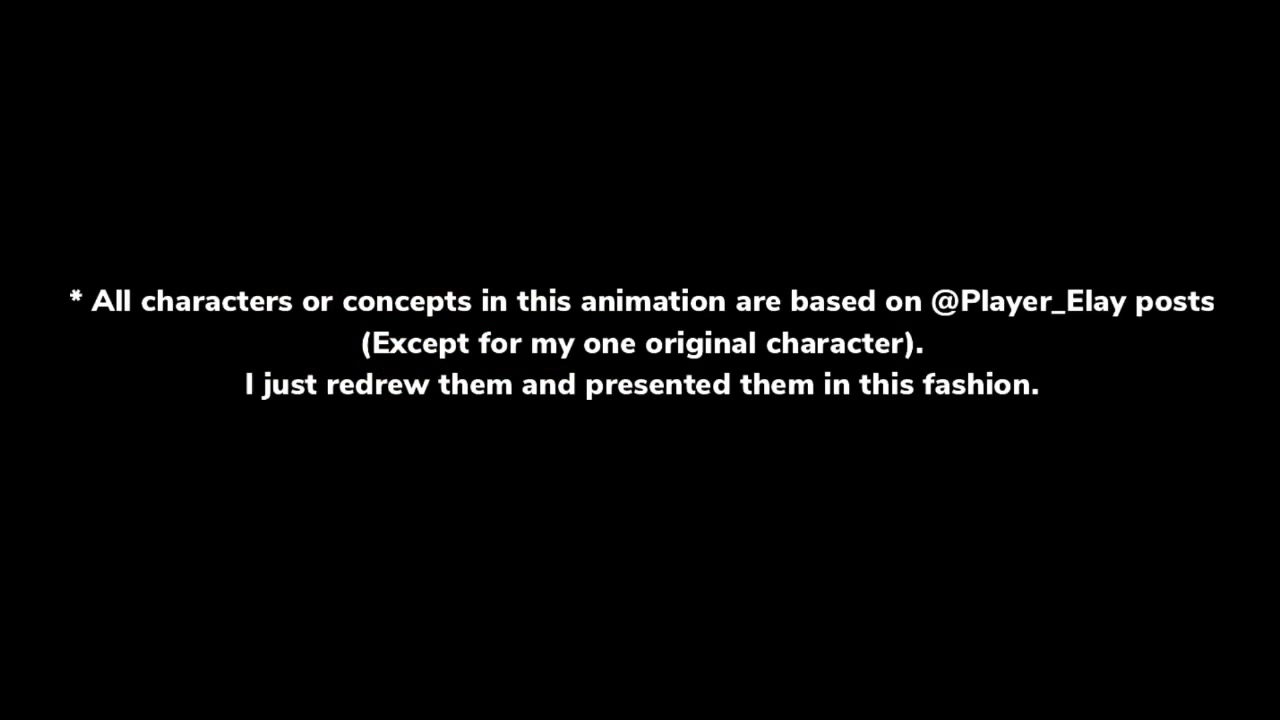 * All characters or concepts in this animation are based on @Player_Elay posts
(Except for my one original character).
I just redrew them and presented them in this fashion.